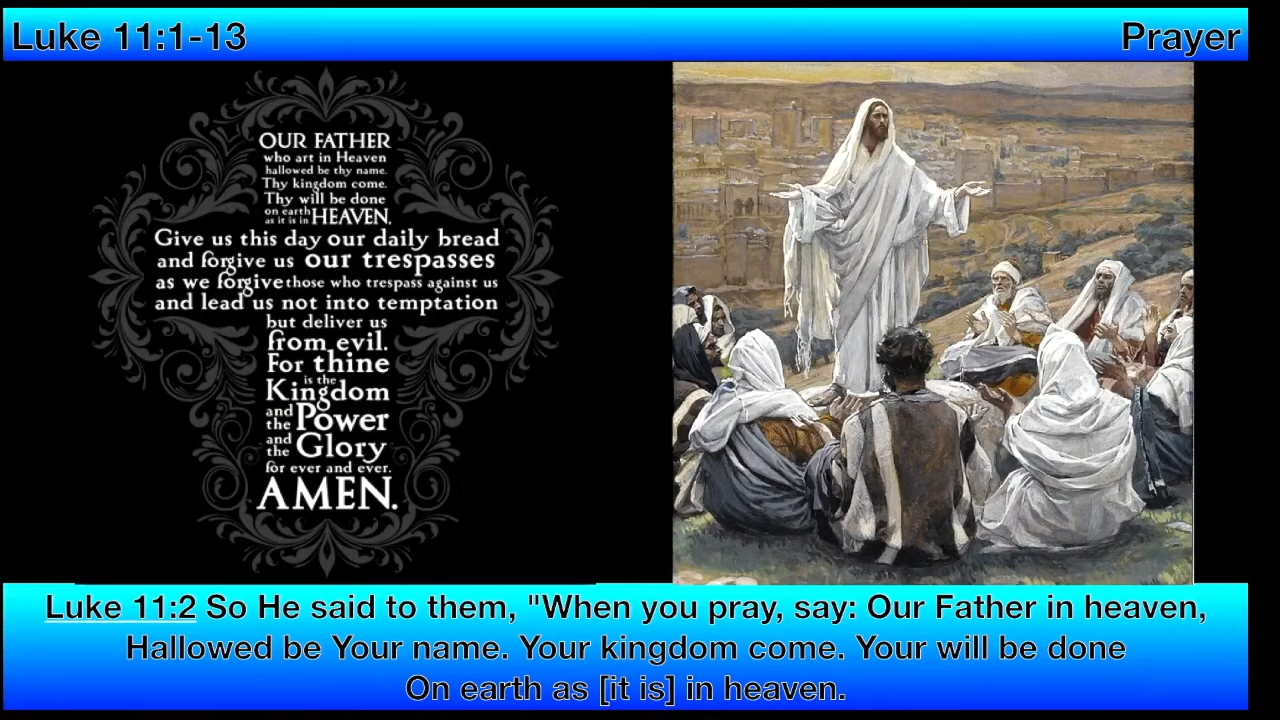 Luke 11:1-13
Prayer
OUR FATHER
who art in Heaven
hallowed be thy name.
Thy kingdom come.
Thy will be done
on earth
as it is in HEAVEN.
Give us this day our daily bread
and forgive us our trespasses
as we forgive those who trespass against us
and lead us not into temptation
but deliver us
from evil.
For thine
is the
Kingdom
and
the Power
and
the Glory
for ever and ever.
AMEN.
Luke 11:2 So He said to them, "When you pray, say: Our Father in heaven,
Hallowed be Your name. Your kingdom come. Your will be done
On earth as [it is] in heaven.